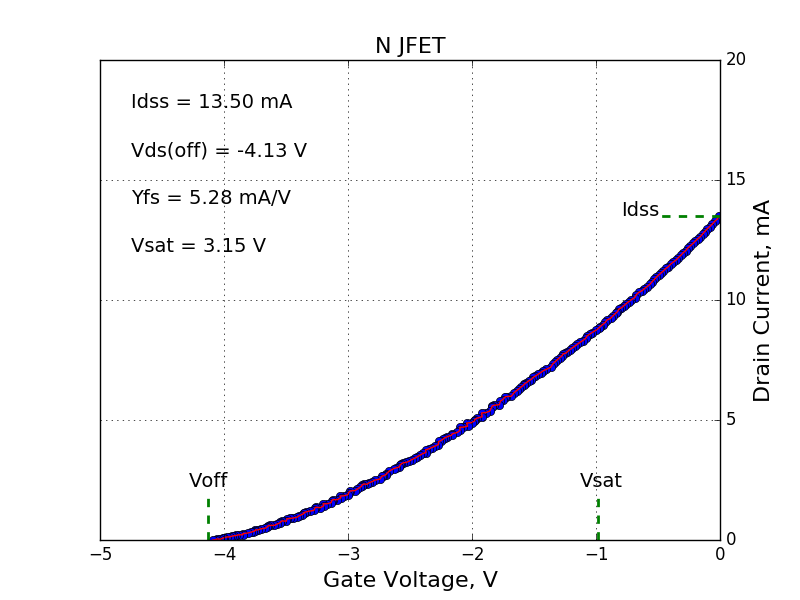 N JFET
Idss = 13.50 mA
Vds(off) = -4.13 V
Yfs = 5.28 mA/V
Vsat = 3.15 V
Idss
Voff
Vsat
20
15
10
5
0
Drain Current, mA
−5 −4 −3 −2 −1 0
Gate Voltage, V